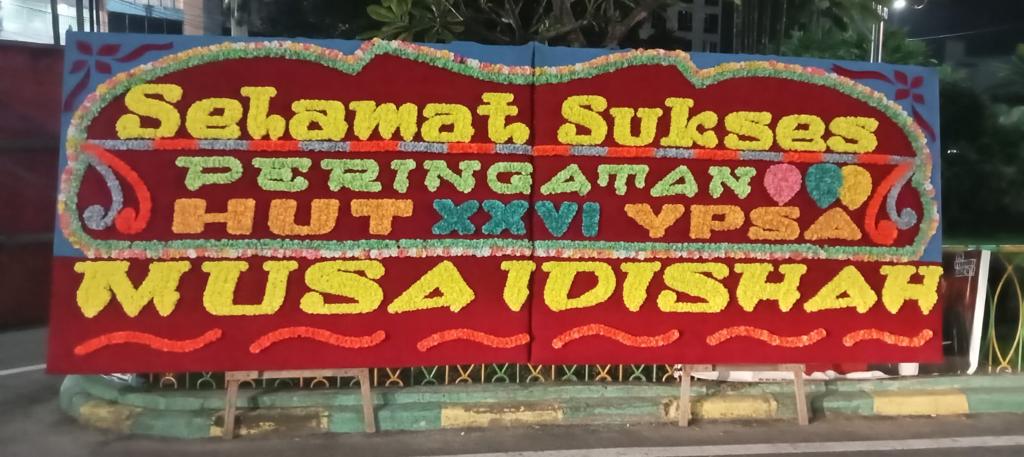 Selamat Sukses
PERINGATAN
HUT XXVI YPSA
MUSA IDISHAH